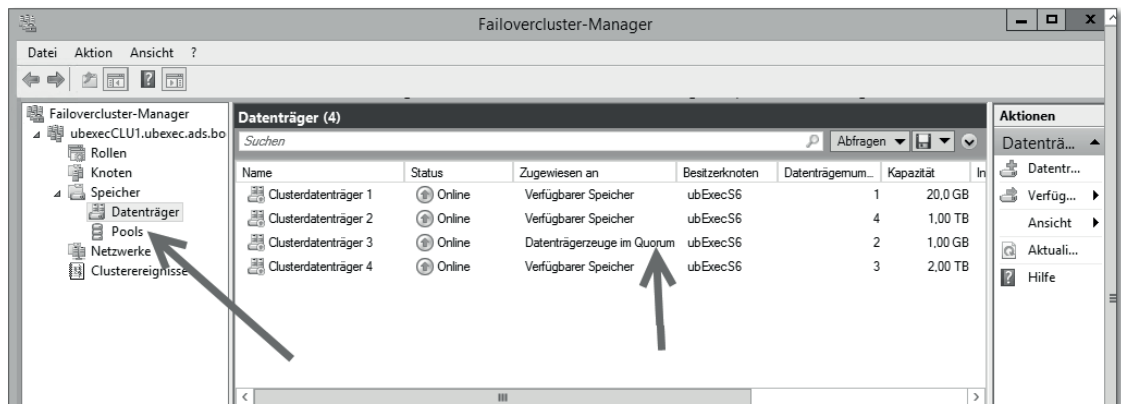 Failovercluster-Manager
Datei Aktion Ansicht ?
Failovercluster-Manager
ubexecCLU1.ubexec.ads.bo
Rollen
Knoten
Speicher
Datenträger
Pools
Netzwerke
Clusterereignisse
Datenträger (4)
Suchen Abfragen
Name Status Zugewiesen an Besitzerknoten Datenträgernum... Kapazität In
Clusterdatenträger 1 Online Verfügbarer Speicher ubExecS6 1 20,0 GB
Clusterdatenträger 2 Online Verfügbarer Speicher ubExecS6 4 1,00 TB
Clusterdatenträger 3 Online Datenträgerzeuge im Quorum ubExecS6 2 1,00 GB
Clusterdatenträger 4 Online Verfügbarer Speicher ubExecS6 3 2,00 TB
Aktionen
Datenträ...
Datentr...
Verfüg...
Ansicht
Aktuali...
Hilfe